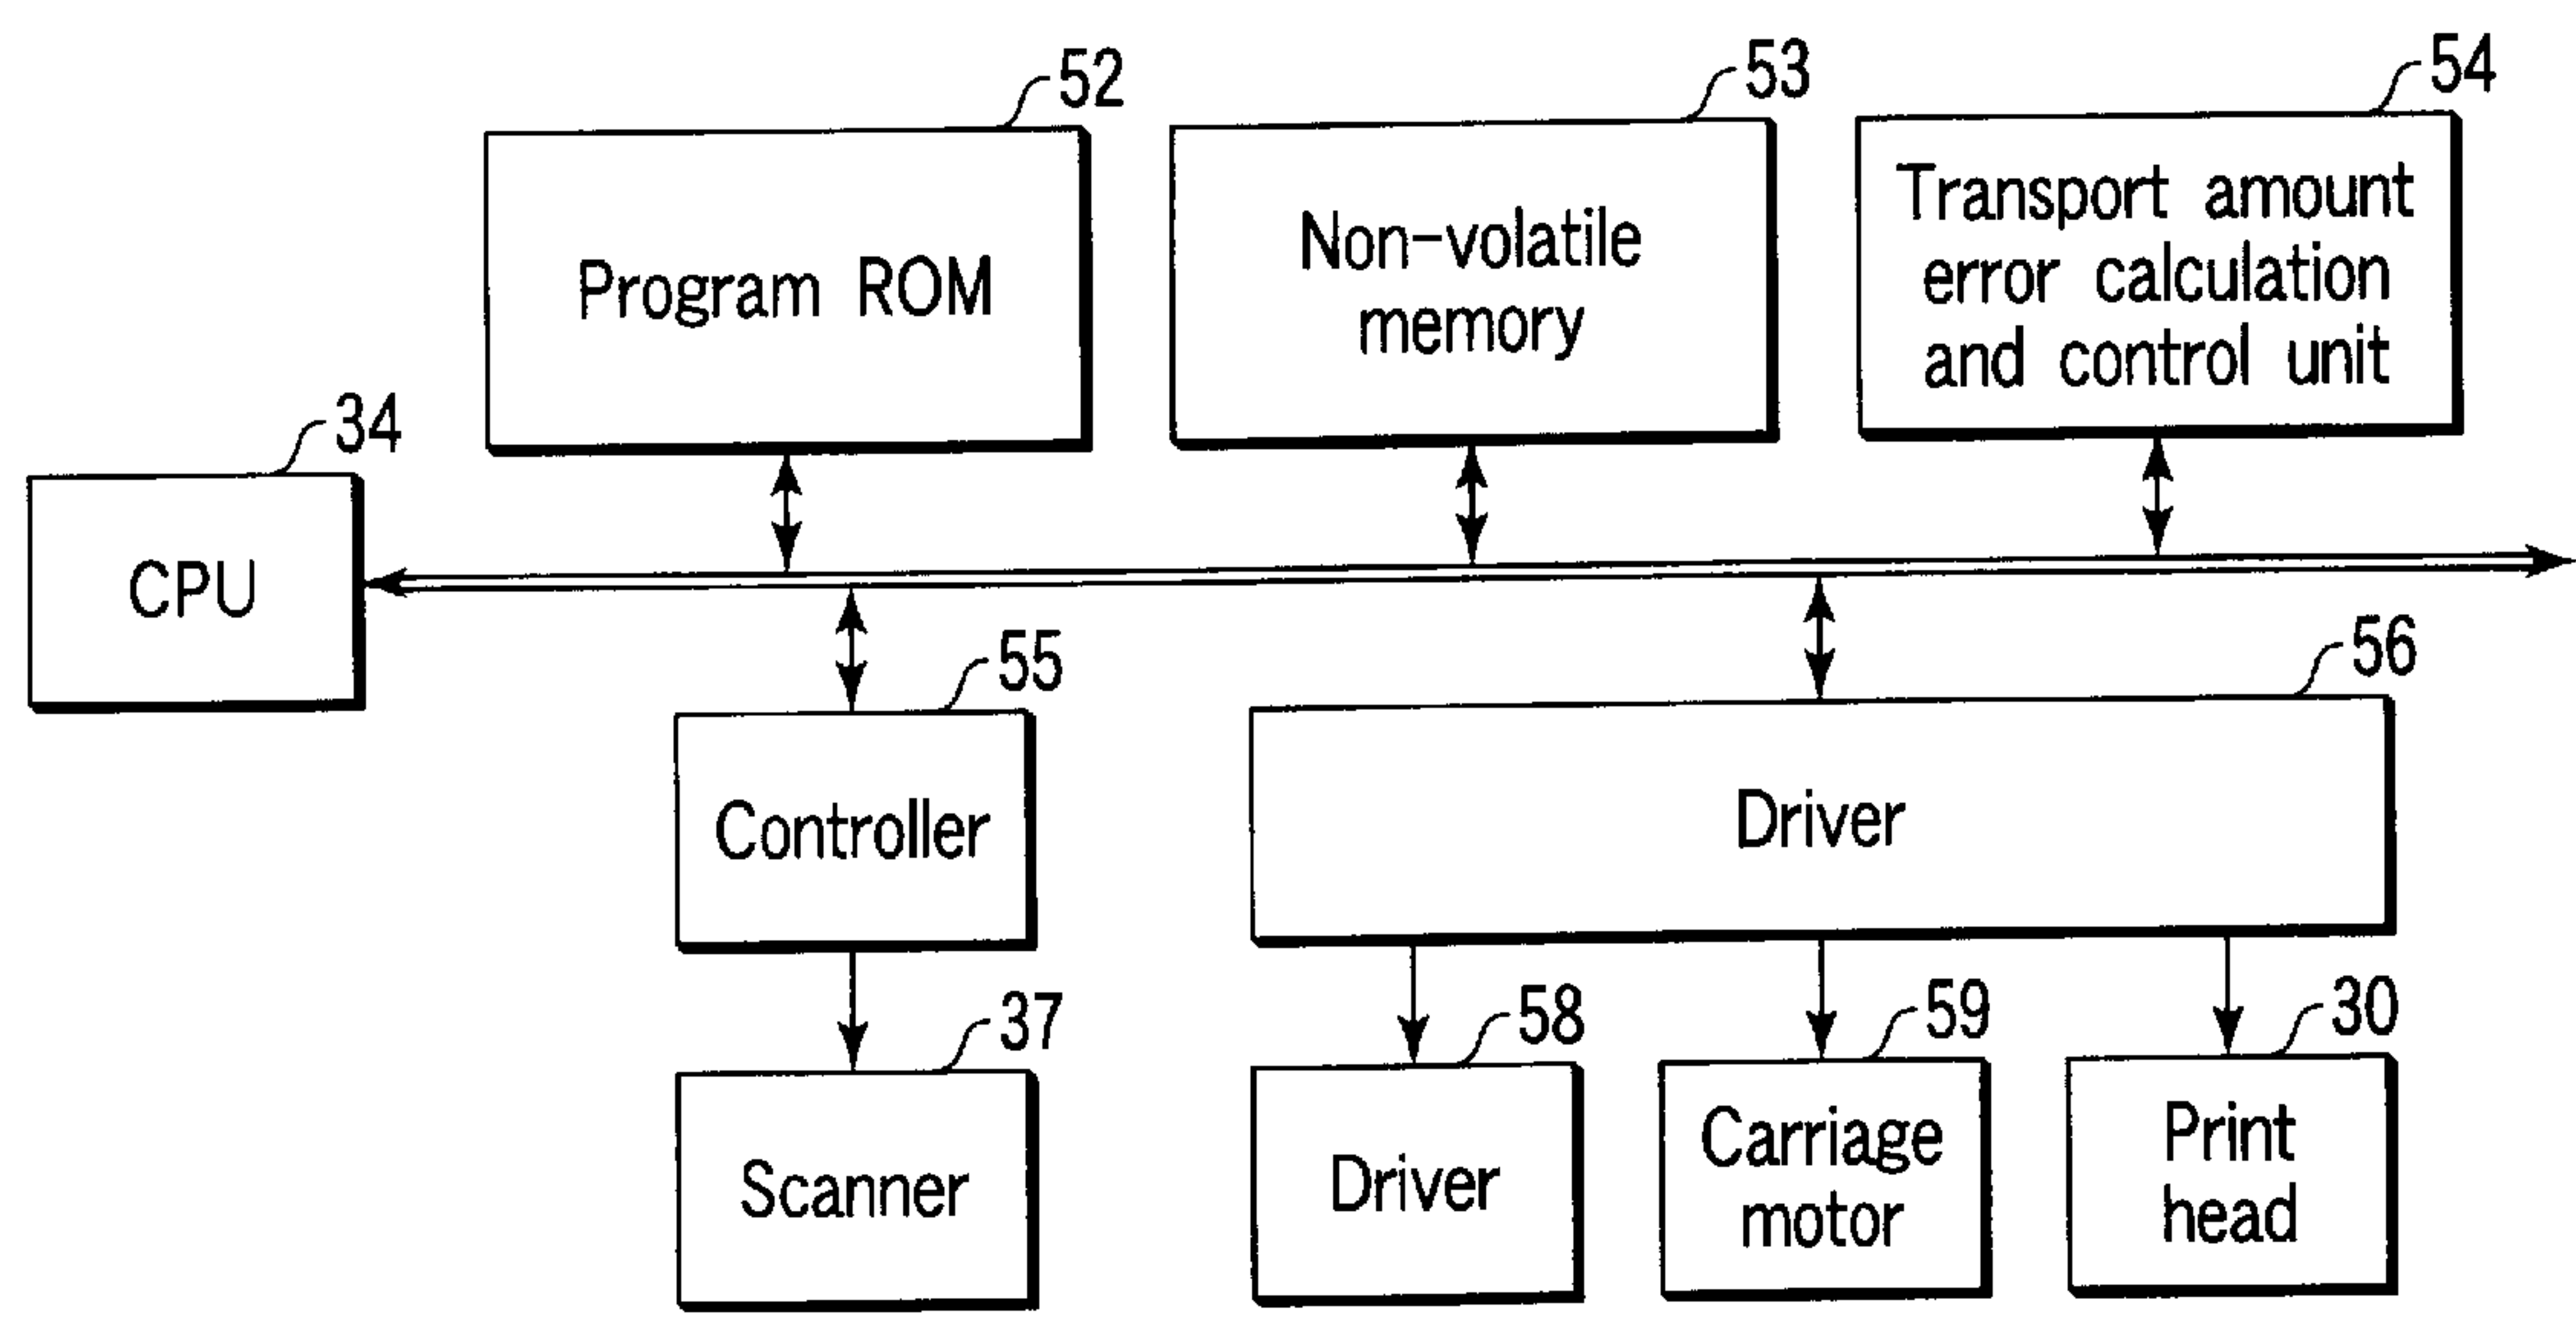 52
Program ROM
53
Non-volatile
memory
54
Transport amount
error calculation
and control unit
34
CPU
55
Controller
56
Driver
37
Scanner
58
Driver
59
Carriage
motor
30
Print
head